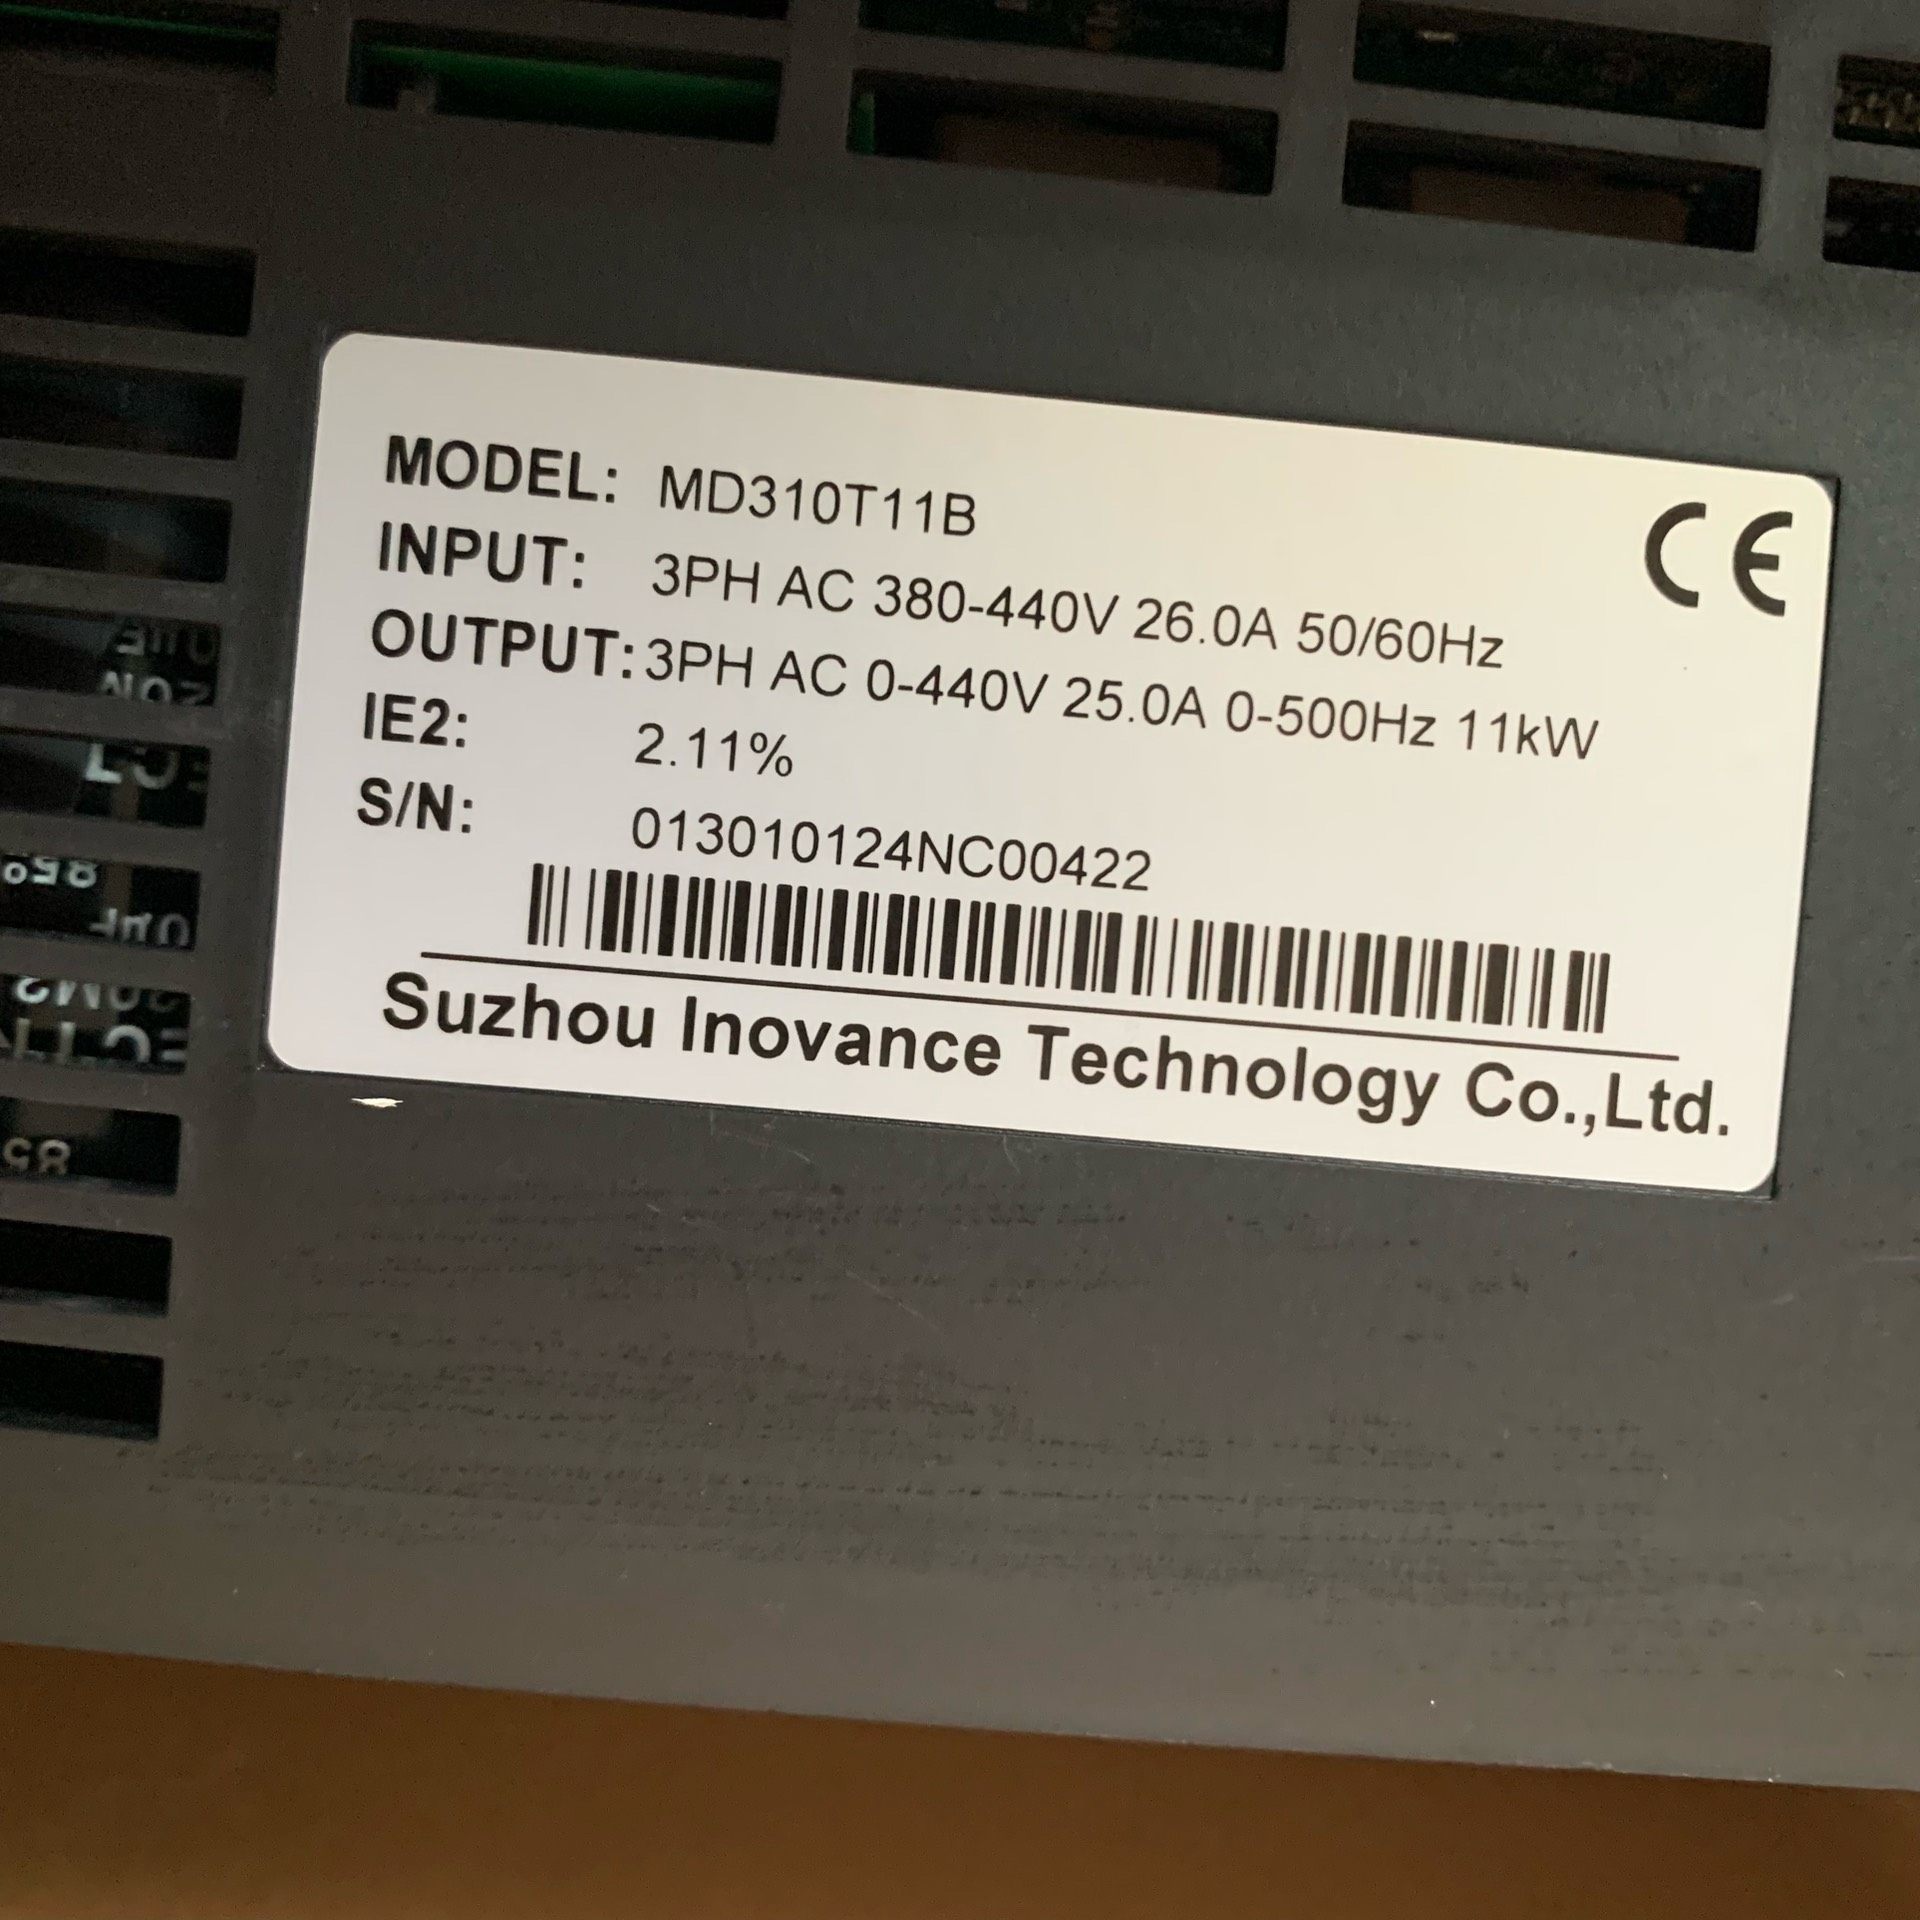 MODEL: MD310T11B
CE
INPUT: 3PH AC 380-440V 26.0A 50/60Hz
OUTPUT: 3PH AC 0-440V 25.0A 0-500Hz 11kW
IE2: 2.11%
S/N: 013010124NC00422
Suzhou Inovance Technology Co.,Ltd.